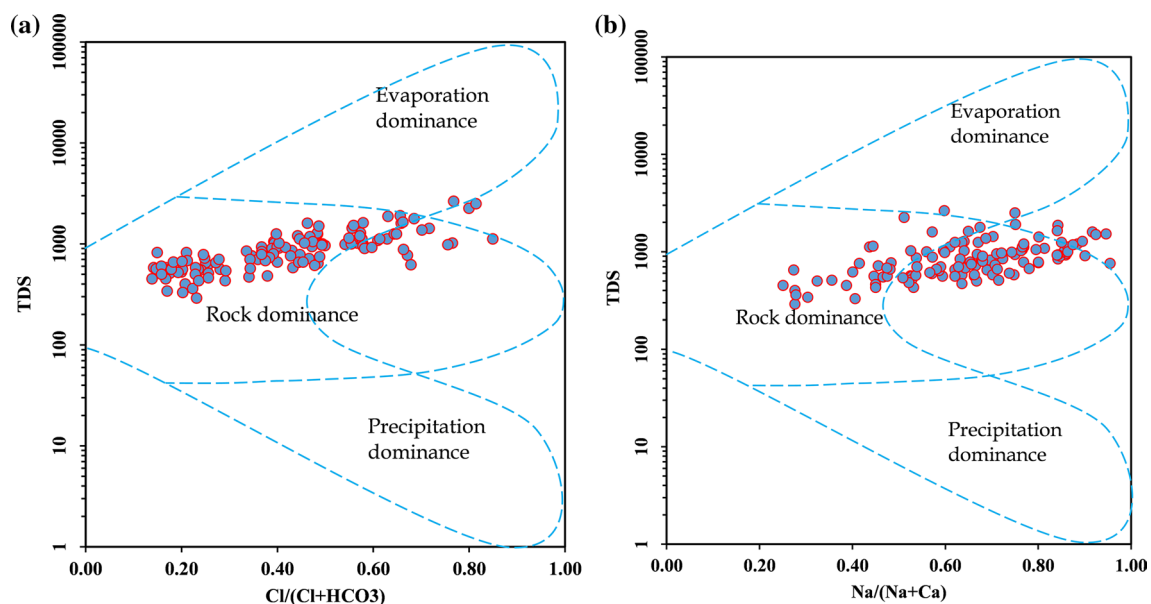 (a)
100000
10000
1000
100
10
1
TDS
Evaporation
dominance
Rock dominance
Precipitation
dominance
0.00 0.20 0.40 0.60 0.80 1.00
Cl/(Cl+HCO3)
(b)
100000
10000
1000
100
10
1
TDS
Evaporation
dominance
Rock dominance
Precipitation
dominance
0.00 0.20 0.40 0.60 0.80 1.00
Na/(Na+Ca)